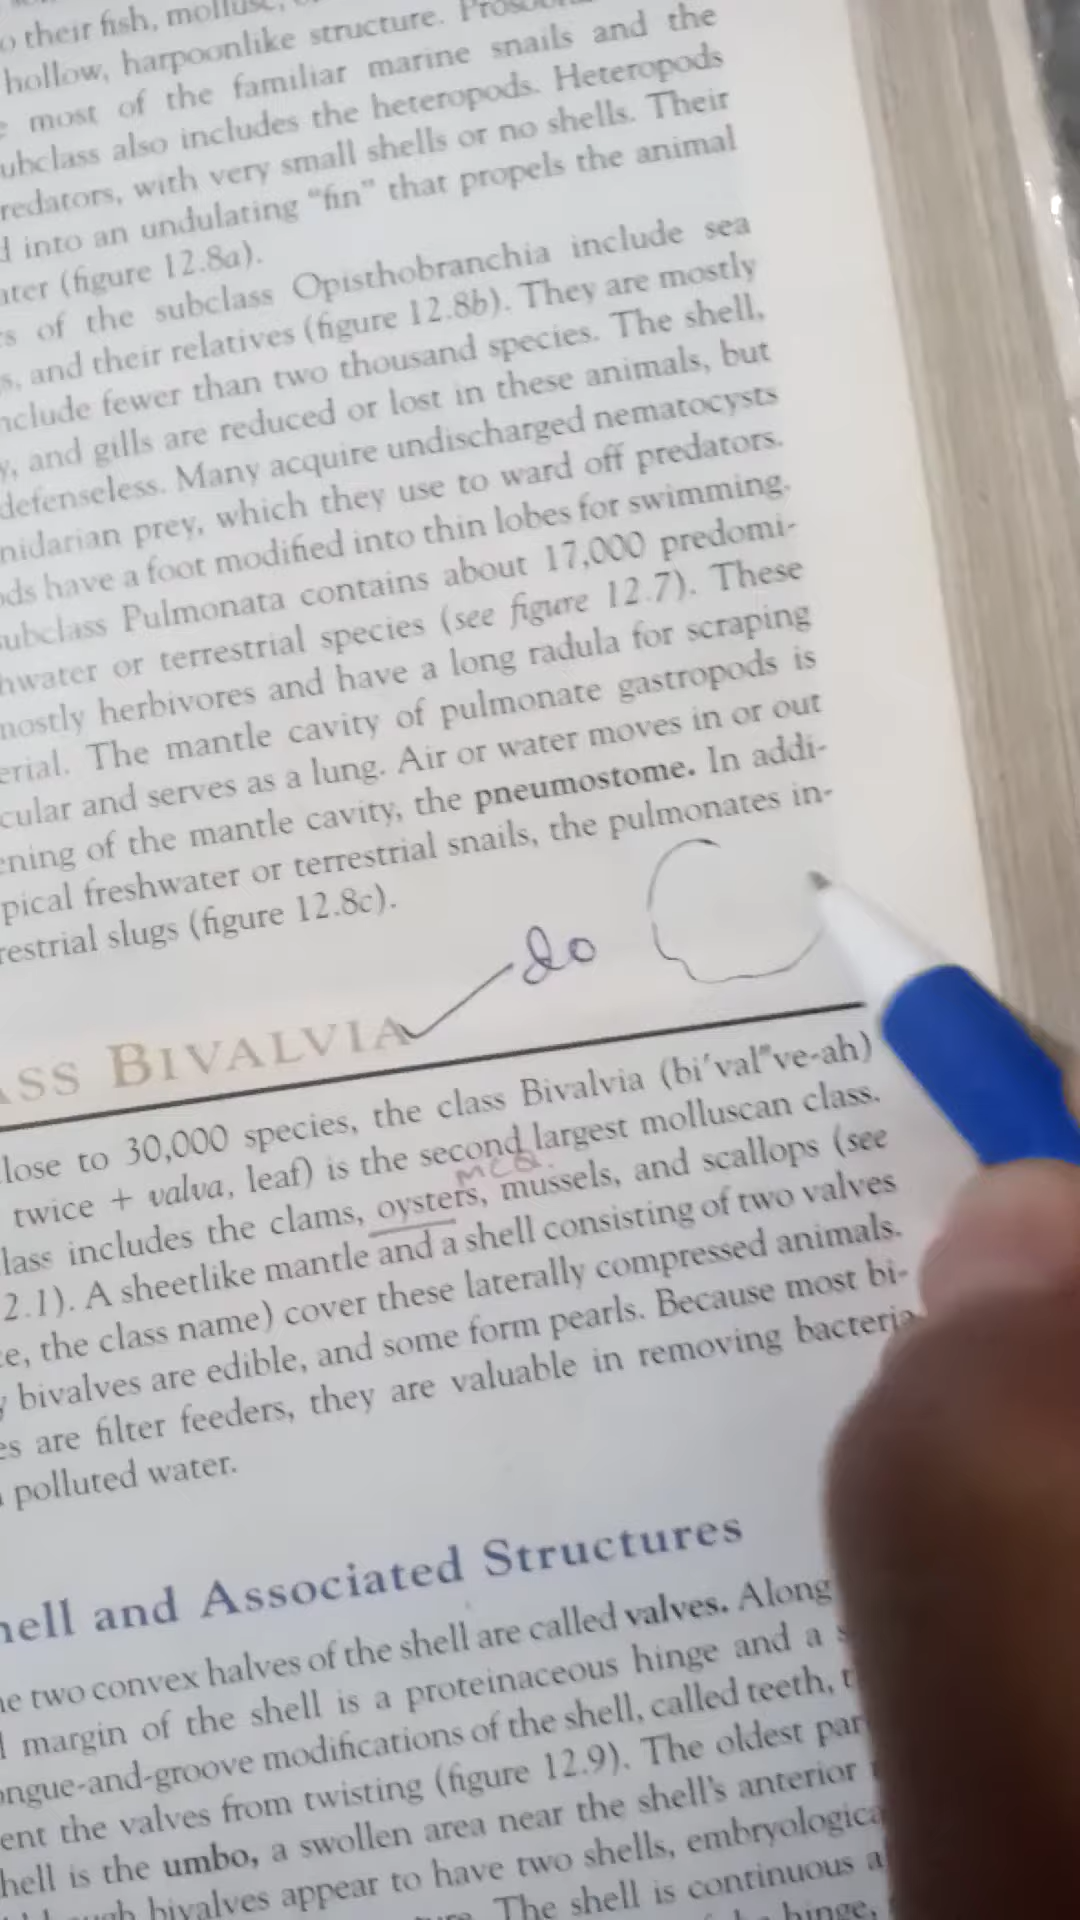 their fish, mollusc,
hollow, harpoonlike structure.
most of the familiar marine snails and the
ubclass also includes the heteropods. Heteropods
redators, with very small shells or no shells. Their
d into an undulating "fin" that propels the animal
ater (figure 12.8a).
s of the subclass Opisthobranchia include sea
s, and their relatives (figure 12.8b). They are mostly
nclude fewer than two thousand species. The shell,
y, and gills are reduced or lost in these animals, but
defenseless. Many acquire undischarged nematocysts
nidarian prey, which they use to ward off predators.
ods have a foot modified into thin lobes for swimming.
ubclass Pulmonata contains about 17,000 predomi-
hwater or terrestrial species (see figure 12.7). These
mostly herbivores and have a long radula for scraping
erial. The mantle cavity of pulmonate gastropods is
cular and serves as a lung. Air or water moves in or out
ening of the mantle cavity, the pneumostome. In addi-
pical freshwater or terrestrial snails, the pulmonates in-
restrial slugs (figure 12.8c).
do
ASS BIVALVIA
lose to 30,000 species, the class Bivalvia (bi'val"ve-ah)
twice + valva, leaf) is the second largest molluscan class.
MCQ.
lass includes the clams, oysters, mussels, and scallops (see
2.1). A sheetlike mantle and a shell consisting of two valves
ce, the class name) cover these laterally compressed animals.
y bivalves are edible, and some form pearls. Because most bi-
es are filter feeders, they are valuable in removing bacteria
polluted water.
hell and Associated Structures
he two convex halves of the shell are called valves. Along
l margin of the shell is a proteinaceous hinge and a s
ongue-and-groove modifications of the shell, called teeth, t
ent the valves from twisting (figure 12.9). The oldest par
hell is the umbo, a swollen area near the shell's anterior
bivalves appear to have two shells, embryologica
The shell is continuous a
hinge,